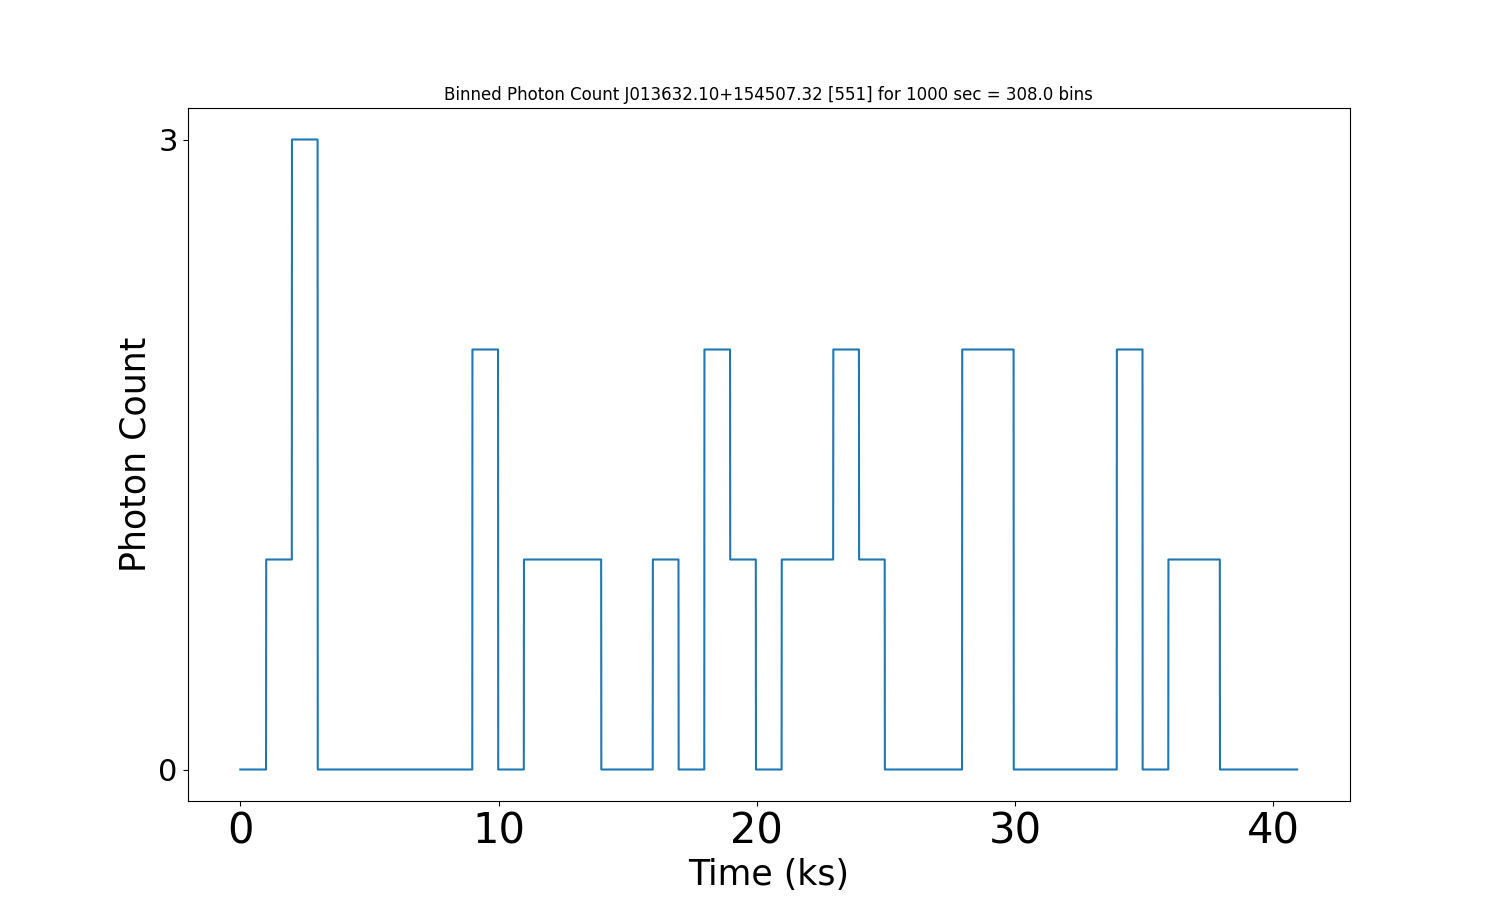 Binned Photon Count J013632.10+154507.32 [551] for 1000 sec = 308.0 bins
3
Photon Count
0
0 10 20 30 40
Time (ks)